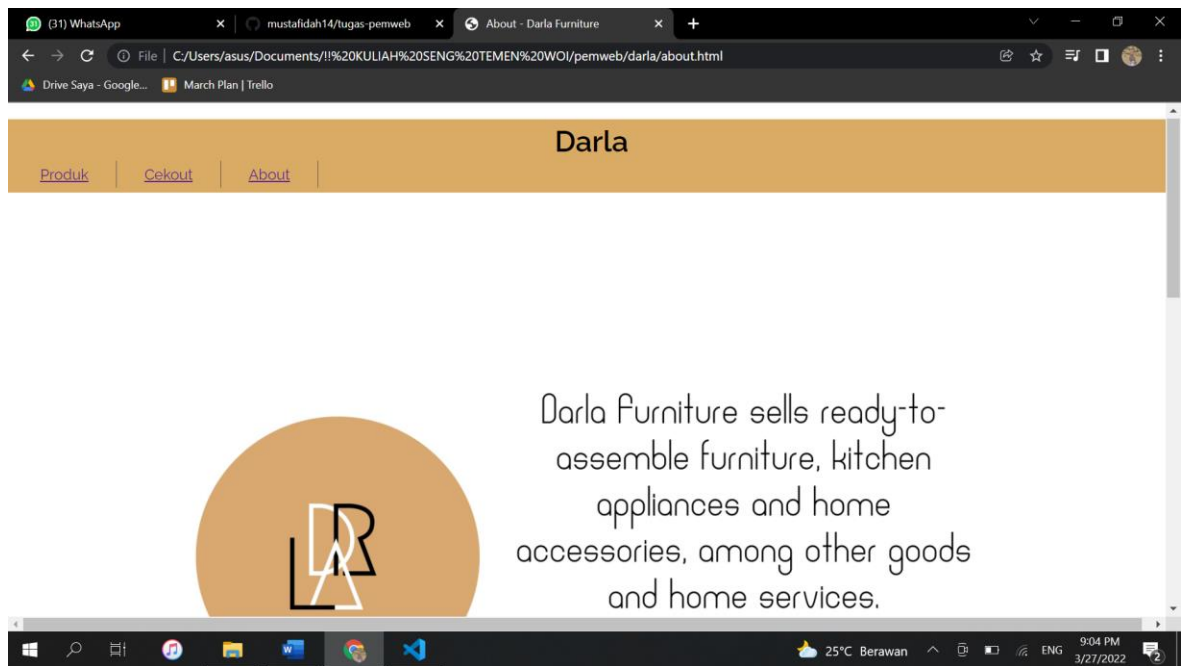 (31) WhatsApp
mustafidah14/tugas-pemweb
About - Darla Furniture
File | C:/Users/asus/Documents/!!%20KULIAH%20SENG%20TEMEN%20WOI/pemweb/darla/about.html
Drive Saya - Google...
March Plan | Trello
Darla
Produk
Cekout
About
Darla Furniture sells ready-to-
assemble furniture, kitchen
appliances and home
accessories, among other goods
and home services.
25°C Berawan
ENG
9:04 PM
3/27/2022